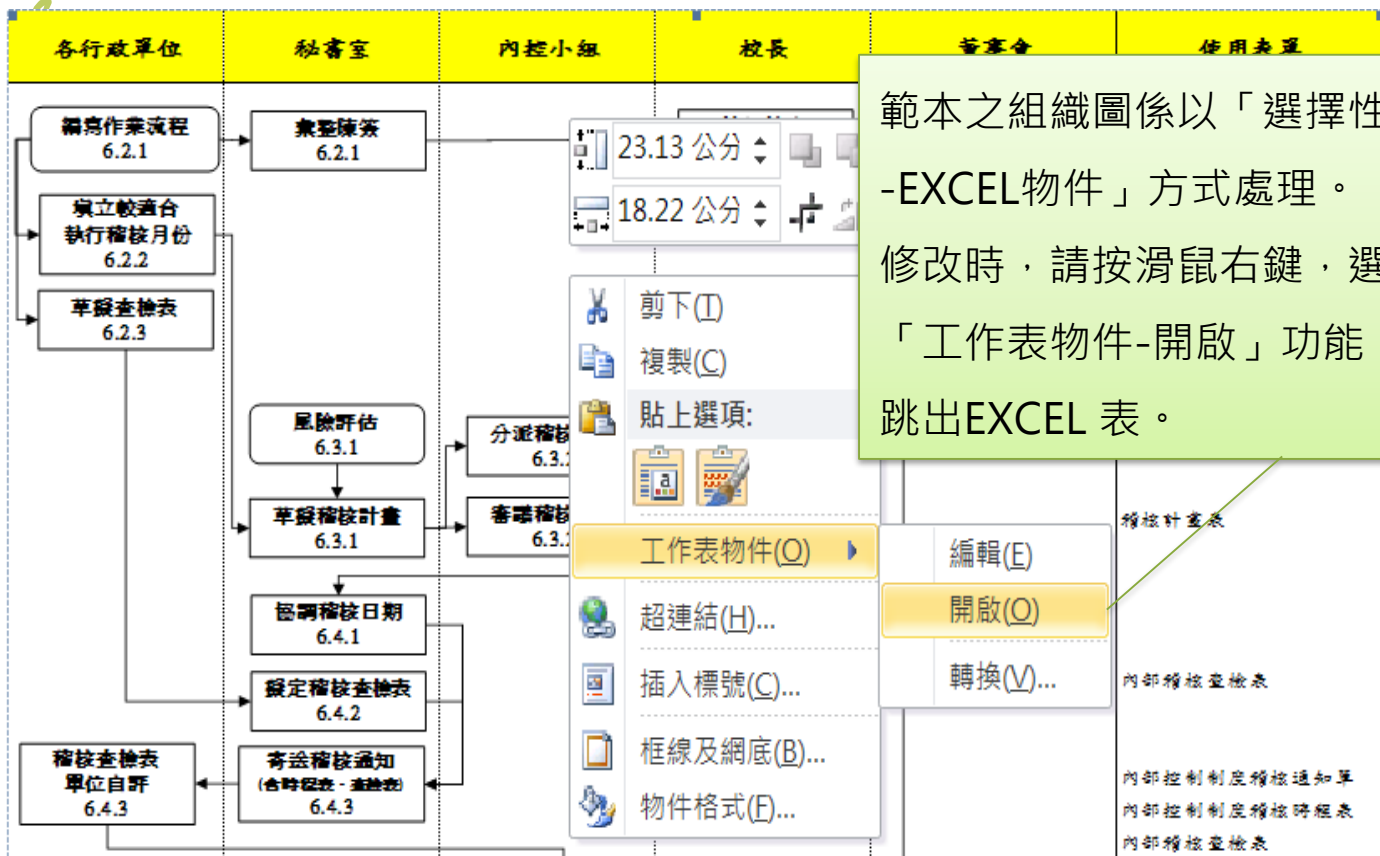 各行政單位
秘書室
內控小組
校長
董事會
使用表單
編寫作業流程
6.2.1
彙整陳簽
6.2.1
填立較適合
執行稽核月份
6.2.2
草擬查檢表
6.2.3
風險評估
6.3.1
分派稽核
6.3.
草擬稽核計畫
6.3.1
審議稽核
6.3.
協調稽核日期
6.4.1
擬定稽核查檢表
6.4.2
稽核查檢表
單位自評
6.4.3
寄送稽核通知
(含時程表、查檢表)
6.4.3
23.13 公分
18.22 公分
剪下(T)
複製(C)
貼上選項:
工作表物件(O)
超連結(H)...
插入標號(C)...
框線及網底(B)...
物件格式(F)...
編輯(E)
開啟(O)
轉換(V)...
範本之組織圖係以「選擇性
-EXCEL物件」方式處理。
修改時，請按滑鼠右鍵，選
「工作表物件-開啟」功能
跳出EXCEL 表。
稽核計畫表
內部稽核查檢表
內部控制制度稽核通知單
內部控制制度稽核時程表
內部稽核查檢表